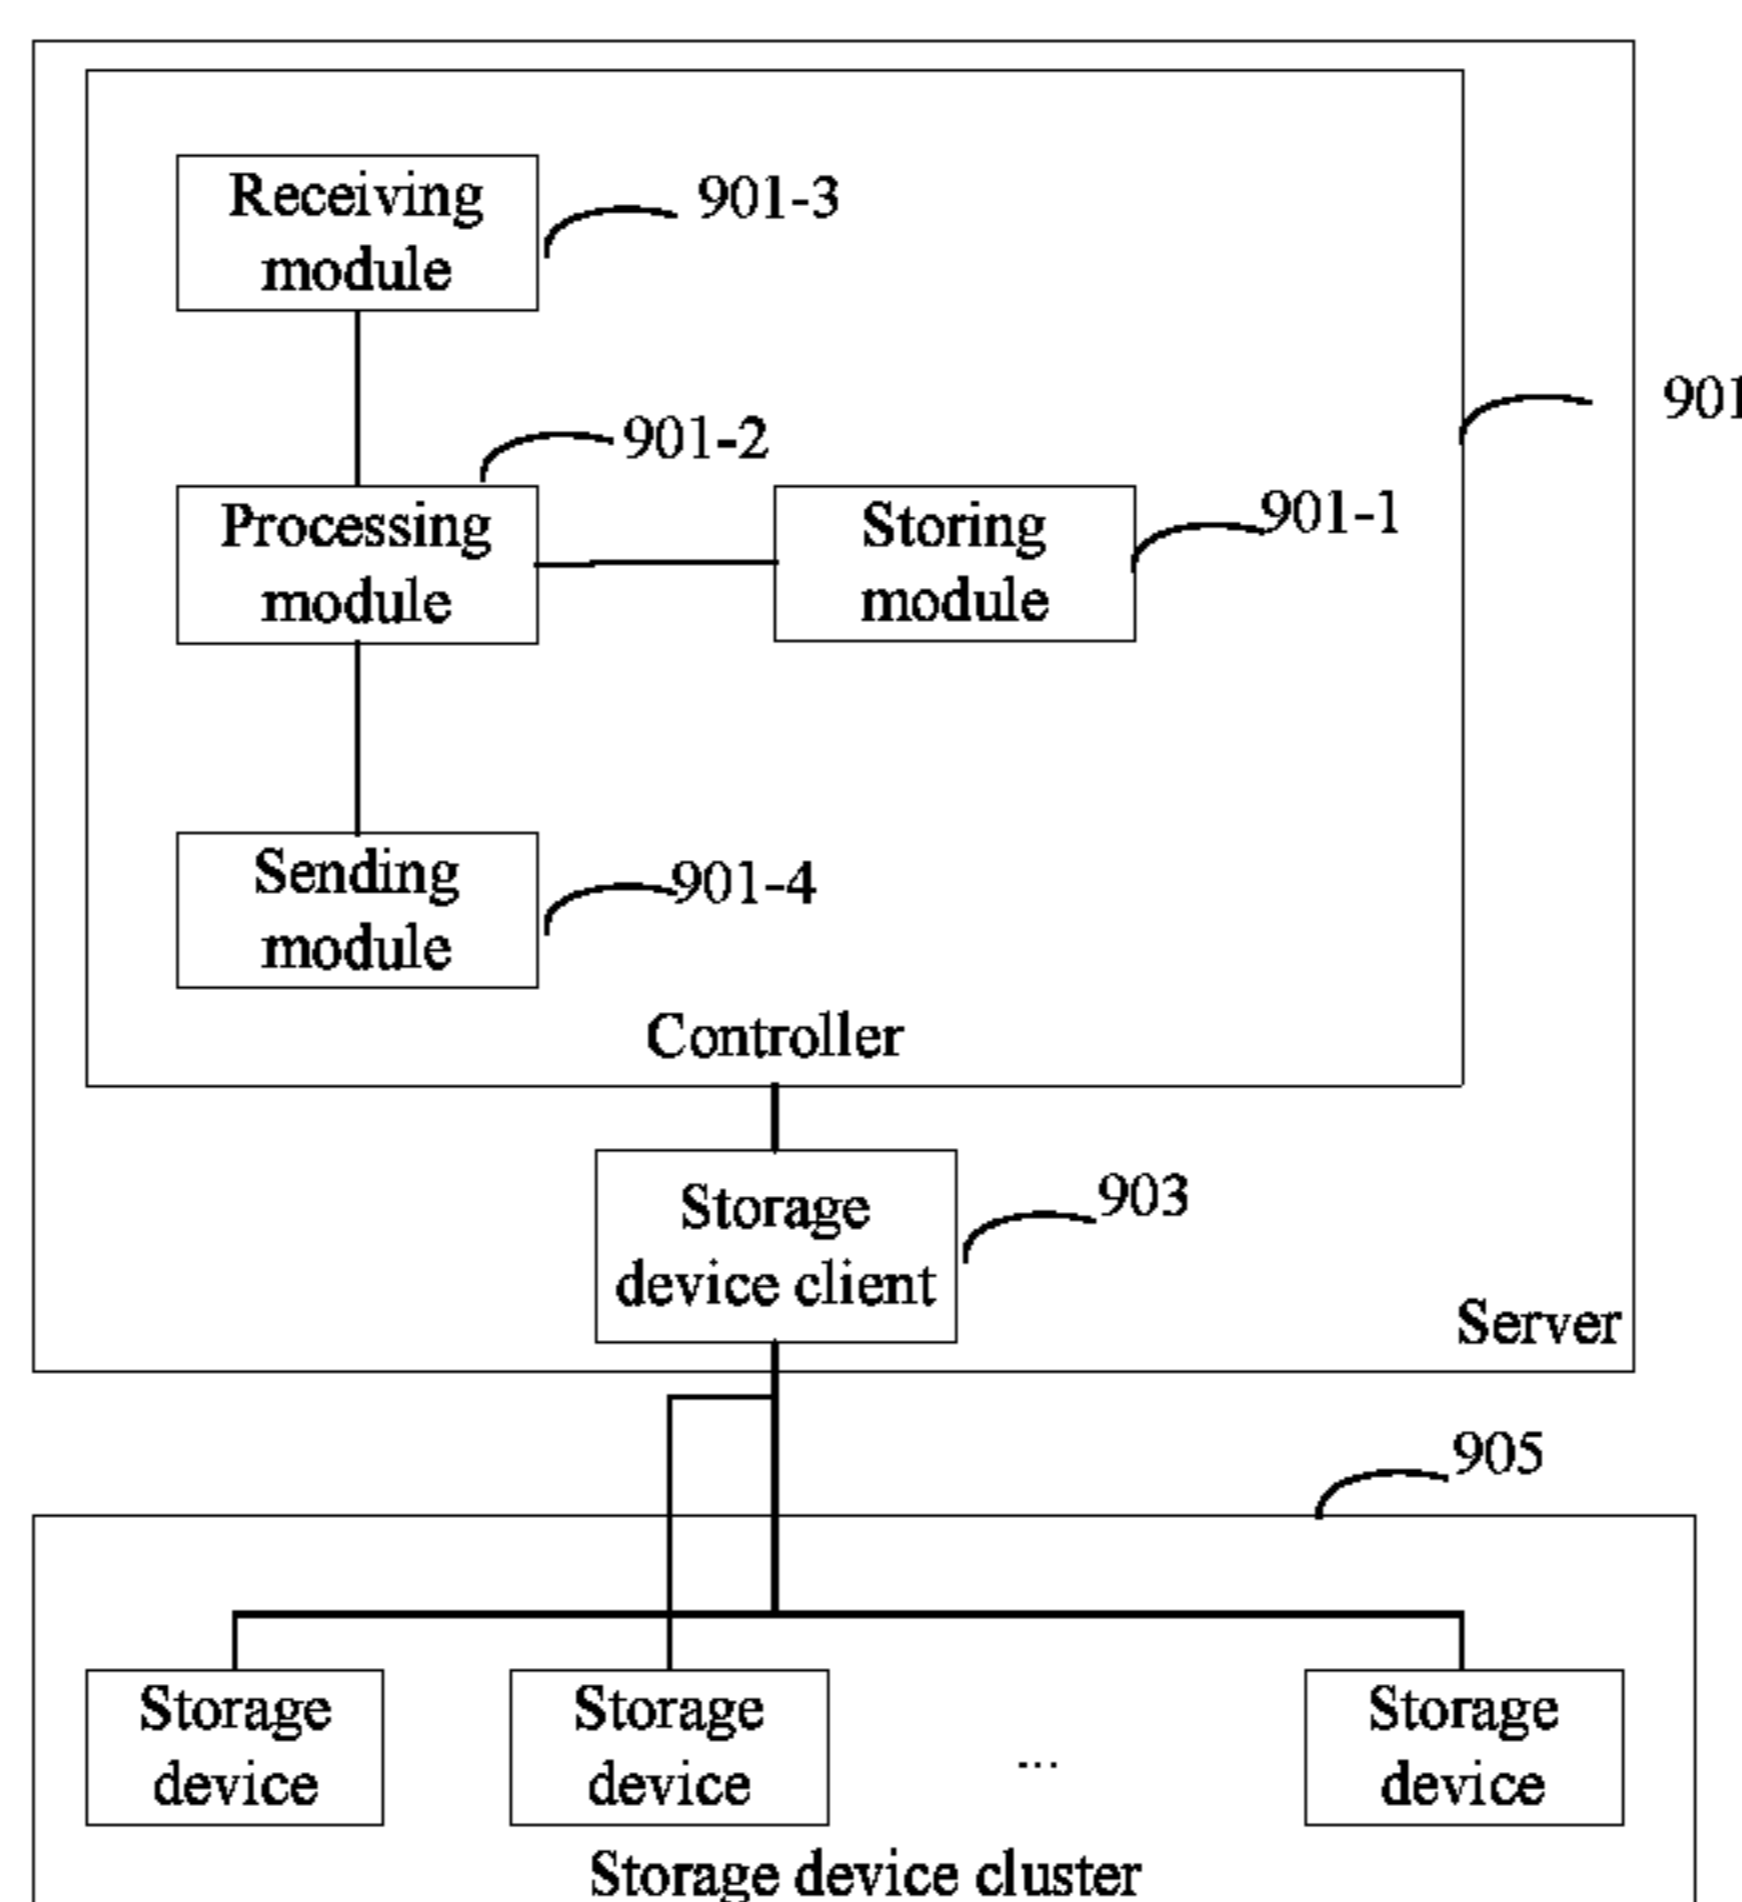 Receiving
module
901-3
901
901-2
Processing
module
Storing
module
901-1
Sending
module
901-4
Controller
Storage
device client
903
Server
905
Storage
device
Storage
device
...
Storage
device
Storage device cluster